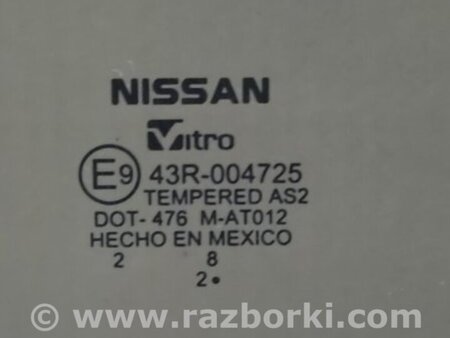 NISSAN
Vitro
E9 43R-004725
TEMPERED AS2
DOT- 476 M-AT012
HECHO EN MEXICO
2 8
2•
© www.razborki.com